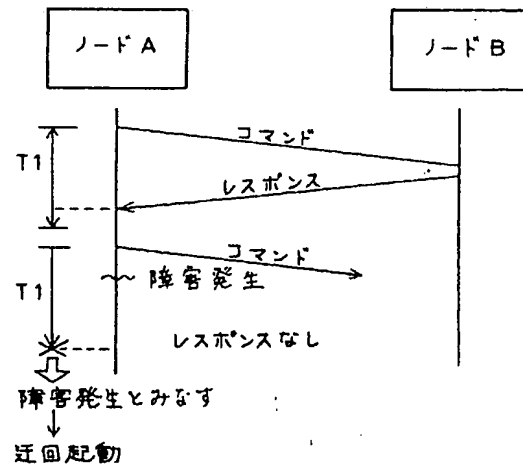 ノードA
ノードB
コマンド
T1
レスポンス
コマンド
障害発生
T1
レスポンスなし
障害発生とみなす
迂回起動